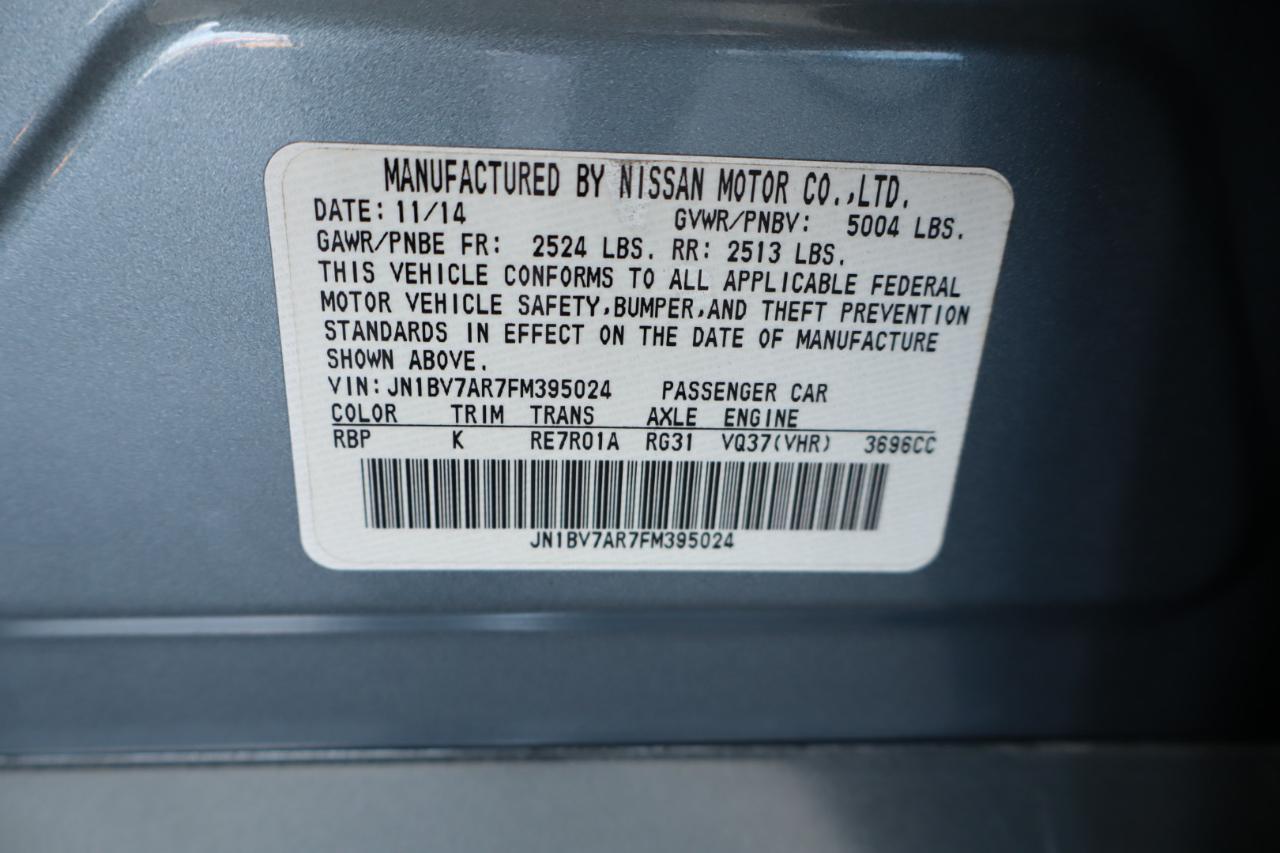 MANUFACTURED BY NISSAN MOTOR CO.,LTD.
DATE: 11/14 GVWR/PNBV: 5004 LBS.
GAWR/PNBE FR: 2524 LBS. RR: 2513 LBS.
THIS VEHICLE CONFORMS TO ALL APPLICABLE FEDERAL
MOTOR VEHICLE SAFETY,BUMPER,AND THEFT PREVENTION
STANDARDS IN EFFECT ON THE DATE OF MANUFACTURE
SHOWN ABOVE.
VIN: JN1BV7AR7FM395024 PASSENGER CAR
COLOR TRIM TRANS AXLE ENGINE
RBP K RE7R01A RG31 VQ37(VHR) 3696CC
JN1BV7AR7FM395024